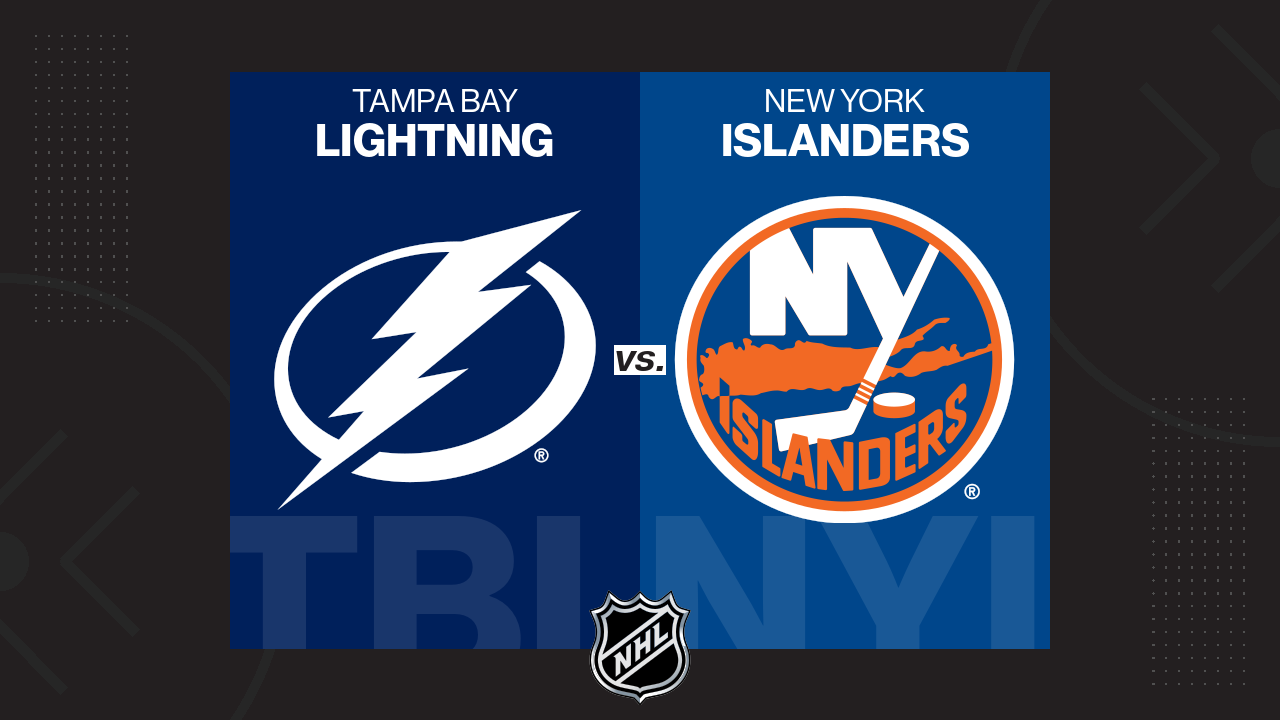 TAMPA BAY
LIGHTNING
NEW YORK
ISLANDERS
NY
ISLANDERS
vs.
®
®
TBL
NYI
NHL